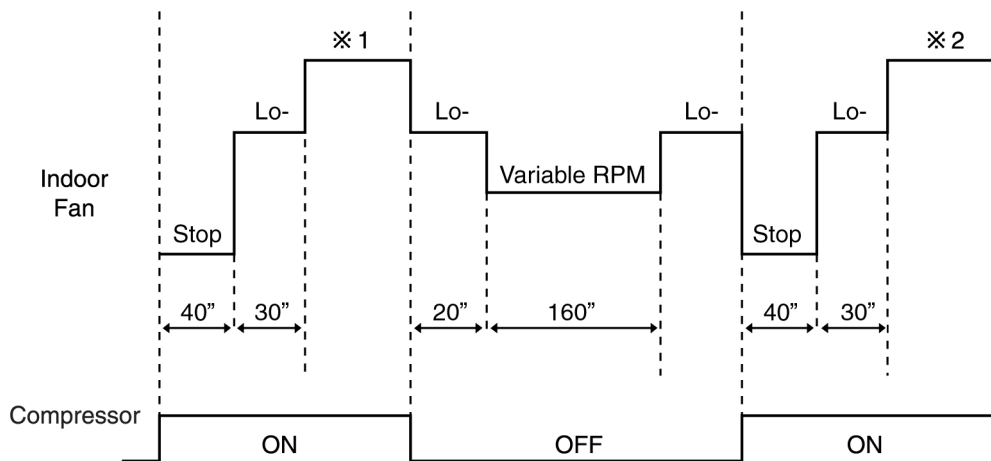 ※ 1
※ 2
Lo-
Lo-
Lo-
Lo-
Indoor
Fan
Variable RPM
Stop
Stop
40”
30”
20”
160”
40”
30”
Compressor
ON
OFF
ON